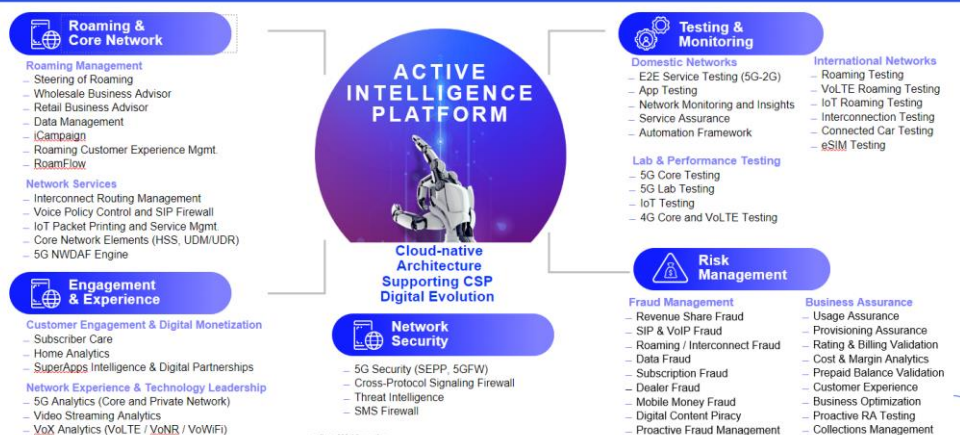 Roaming &
Core Network
Roaming Management
– Steering of Roaming
– Wholesale Business Advisor
– Retail Business Advisor
– Data Management
– iCampaign
– Roaming Customer Experience Mgmt.
– RoamFlow
Network Services
– Interconnect Routing Management
– Voice Policy Control and SIP Firewall
– IoT Packet Printing and Service Mgmt.
– Core Network Elements (HSS, UDM/UDR)
– 5G NWDAF Engine
Engagement
& Experience
Customer Engagement & Digital Monetization
– Subscriber Care
– Home Analytics
– SuperApps Intelligence & Digital Partnerships
Network Experience & Technology Leadership
– 5G Analytics (Core and Private Network)
– Video Streaming Analytics
– VoX Analytics (VoLTE / VoNR / VoWiFi)
ACTIVE
INTELLIGENCE
PLATFORM
Cloud-native
Architecture
Supporting CSP
Digital Evolution
Network
Security
– 5G Security (SEPP, 5GFW)
– Cross-Protocol Signaling Firewall
– Threat Intelligence
– SMS Firewall
Testing &
Monitoring
Domestic Networks
– E2E Service Testing (5G-2G)
– App Testing
– Network Monitoring and Insights
– Service Assurance
– Automation Framework
Lab & Performance Testing
– 5G Core Testing
– 5G Lab Testing
– IoT Testing
– 4G Core and VoLTE Testing
International Networks
– Roaming Testing
– VoLTE Roaming Testing
– IoT Roaming Testing
– Interconnection Testing
– Connected Car Testing
– eSIM Testing
Risk
Management
Fraud Management
– Revenue Share Fraud
– SIP & VoIP Fraud
– Roaming / Interconnect Fraud
– Data Fraud
– Subscription Fraud
– Dealer Fraud
– Mobile Money Fraud
– Digital Content Piracy
– Proactive Fraud Management
Business Assurance
– Usage Assurance
– Provisioning Assurance
– Rating & Billing Validation
– Cost & Margin Analytics
– Prepaid Balance Validation
– Customer Experience
– Business Optimization
– Proactive RA Testing
– Collections Management